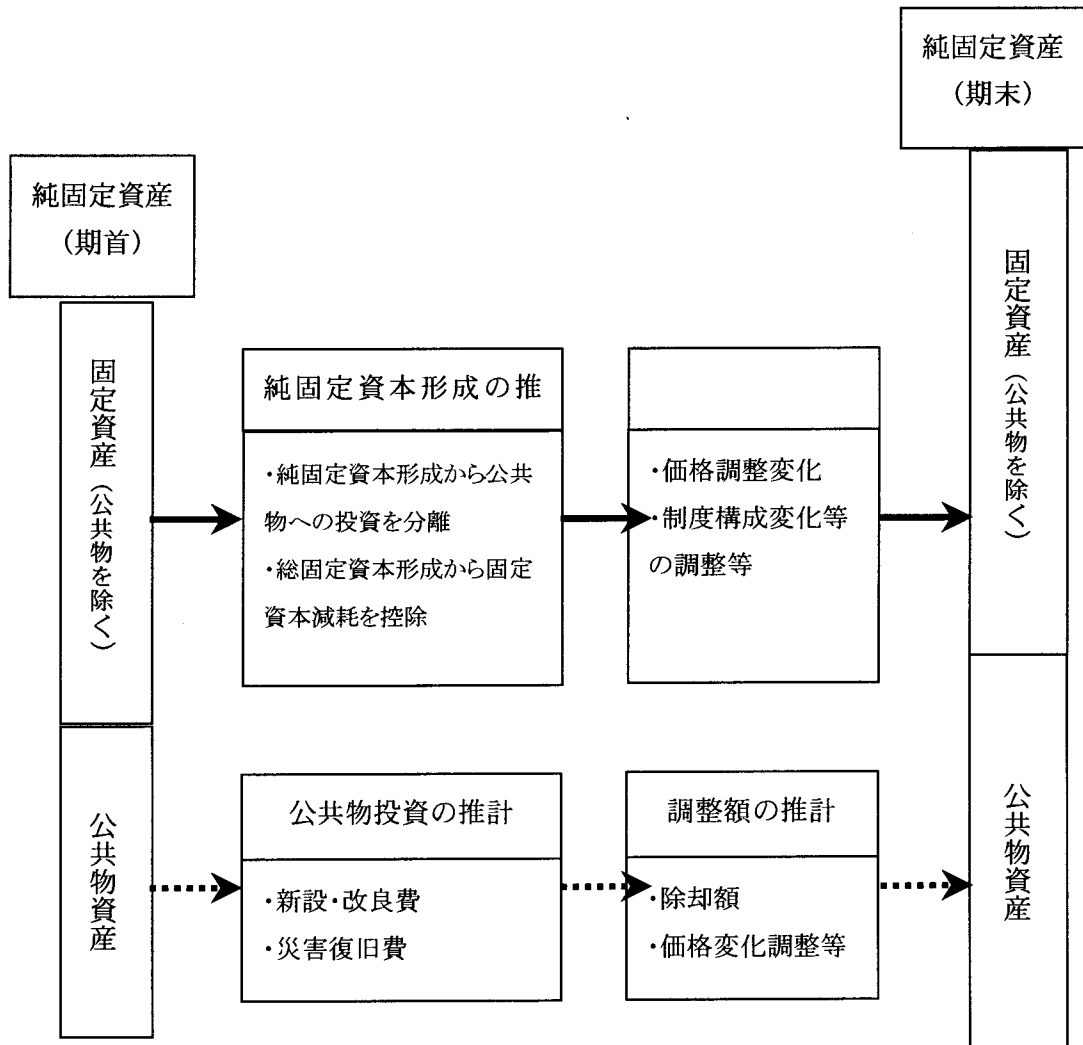 純固定資産
(期末)
純固定資産
(期首)
固定資産(公共物を除く)
純固定資本形成の推
・純固定資本形成から公共
物への投資を分離
・総固定資本形成から固定
資本減耗を控除
・価格調整変化
・制度構成変化等
の調整等
固定資産(公共物を除く)
公共物資産
公共物投資の推計
・新設・改良費
・災害復旧費
調整額の推計
・除却額
・価格変化調整等
公共物資産